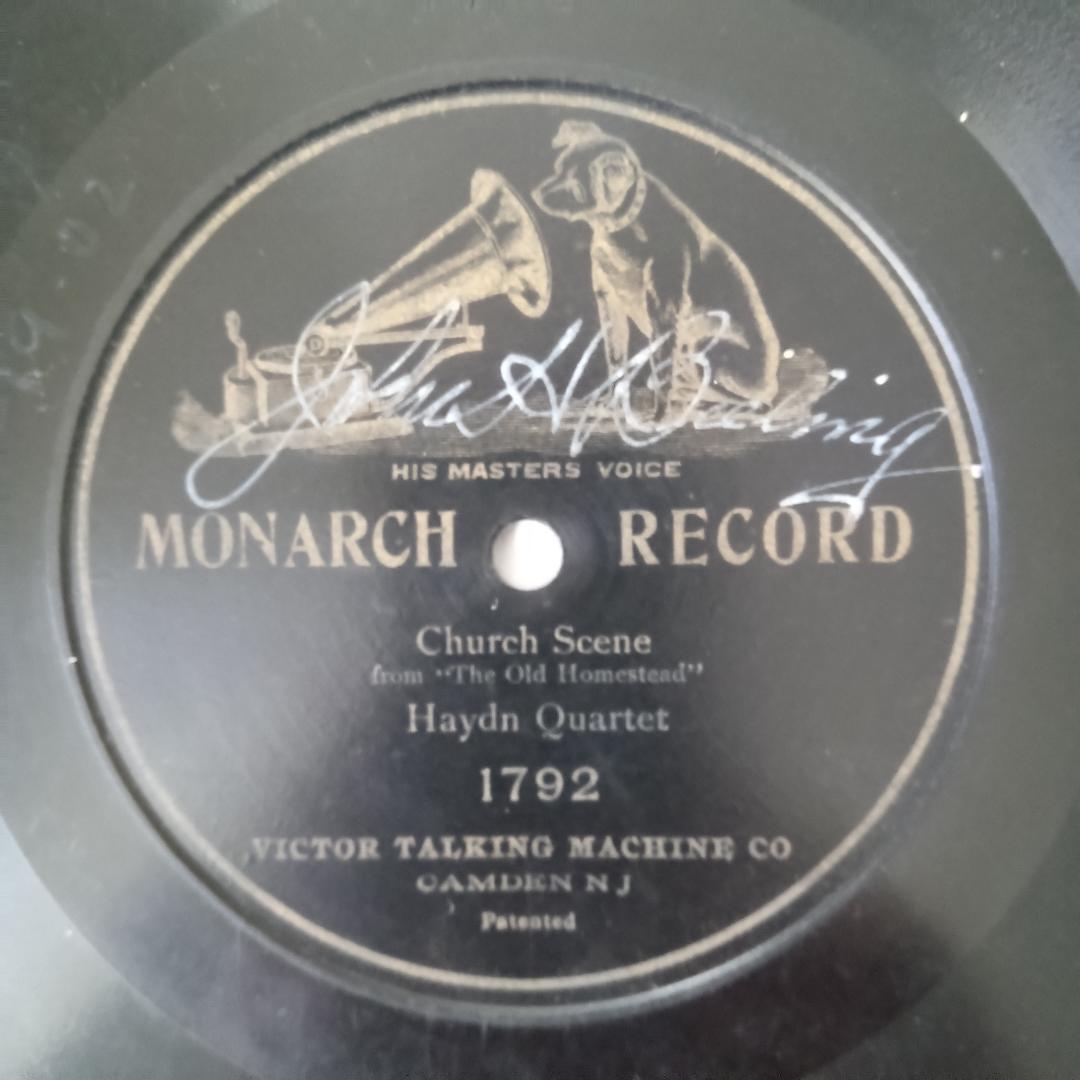 John H
HIS MASTERS VOICE
MONARCH RECORD
Church Scene
from "The Old Homestead"
Haydn Quartet
1792
VICTOR TALKING MACHINE CO
CAMDEN N J
Patented